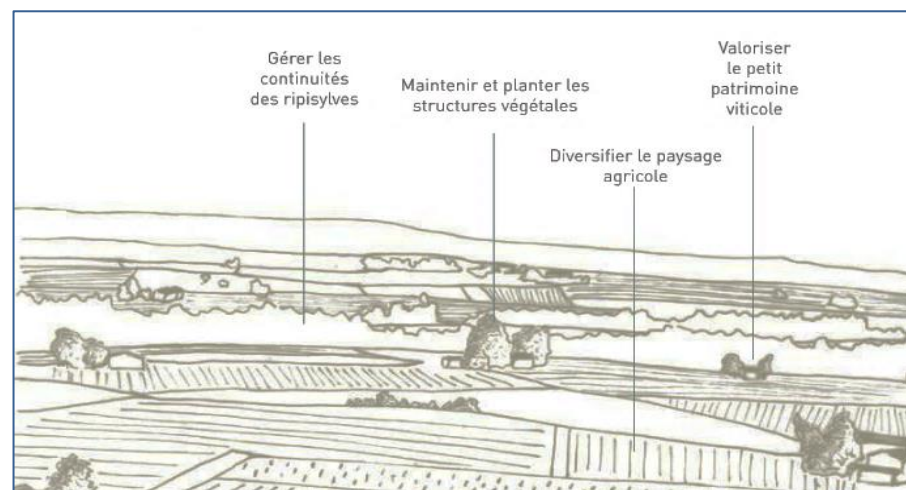 Gérer les
continuités
des ripisylves
Maintenir et planter les
structures végétales
Diversifier le paysage
agricole
Valoriser
le petit
patrimoine
viticole